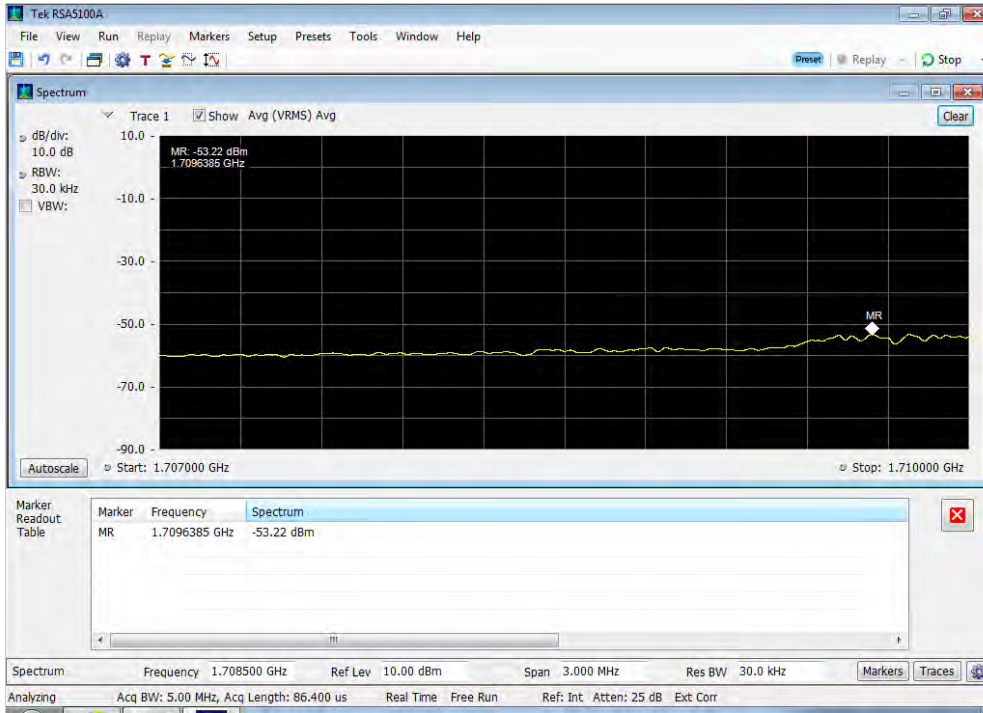 Tek RSA5100A
File View Run Replay Markers Setup Presets Tools Window Help
T Preset Replay Stop
Spectrum
Trace 1 Show Avg (VRMS) Avg Clear
dB/div: 10.0 dB
RBW: 30.0 kHz
VBW:
10.0
MR: -53.22 dBm
1.7096385 GHz
-10.0
-30.0
-50.0
MR
-70.0
-90.0
Autoscale Start: 1.707000 GHz Stop: 1.710000 GHz
Marker Readout Table
Marker Frequency Spectrum
MR 1.7096385 GHz -53.22 dBm
Spectrum Frequency 1.708500 GHz Ref Lev 10.00 dBm Span 3.000 MHz Res BW 30.0 kHz Markers Traces
Analyzing Acq BW: 5.00 MHz, Acq Length: 86.400 us Real Time Free Run Ref: Int Atten: 25 dB Ext Corr